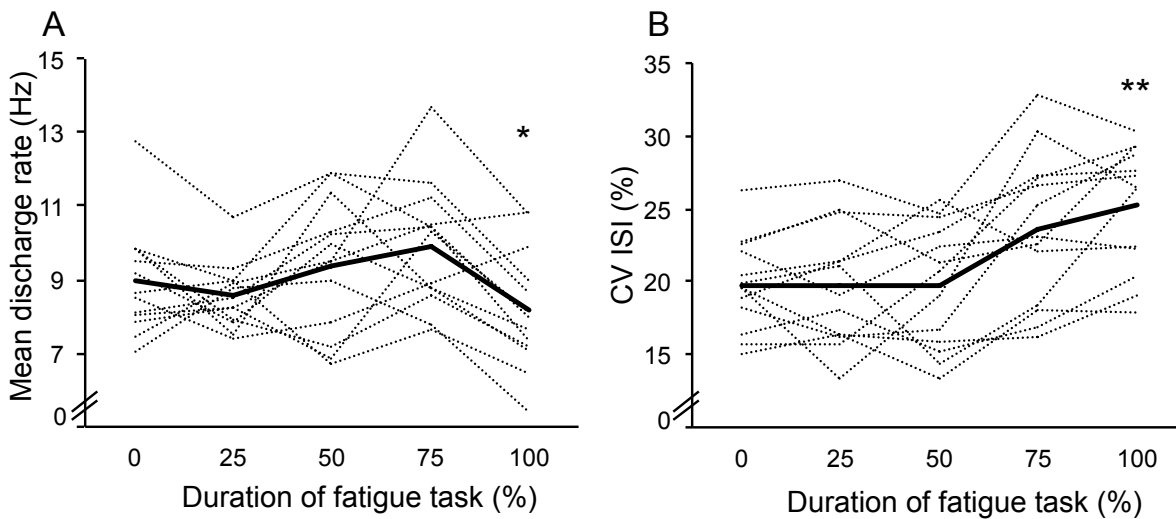 A
Mean discharge rate (Hz)
15
13
11
9
7
0
*
0 25 50 75 100
Duration of fatigue task (%)
B
CV ISI (%)
35
30
25
20
15
0
**
0 25 50 75 100
Duration of fatigue task (%)